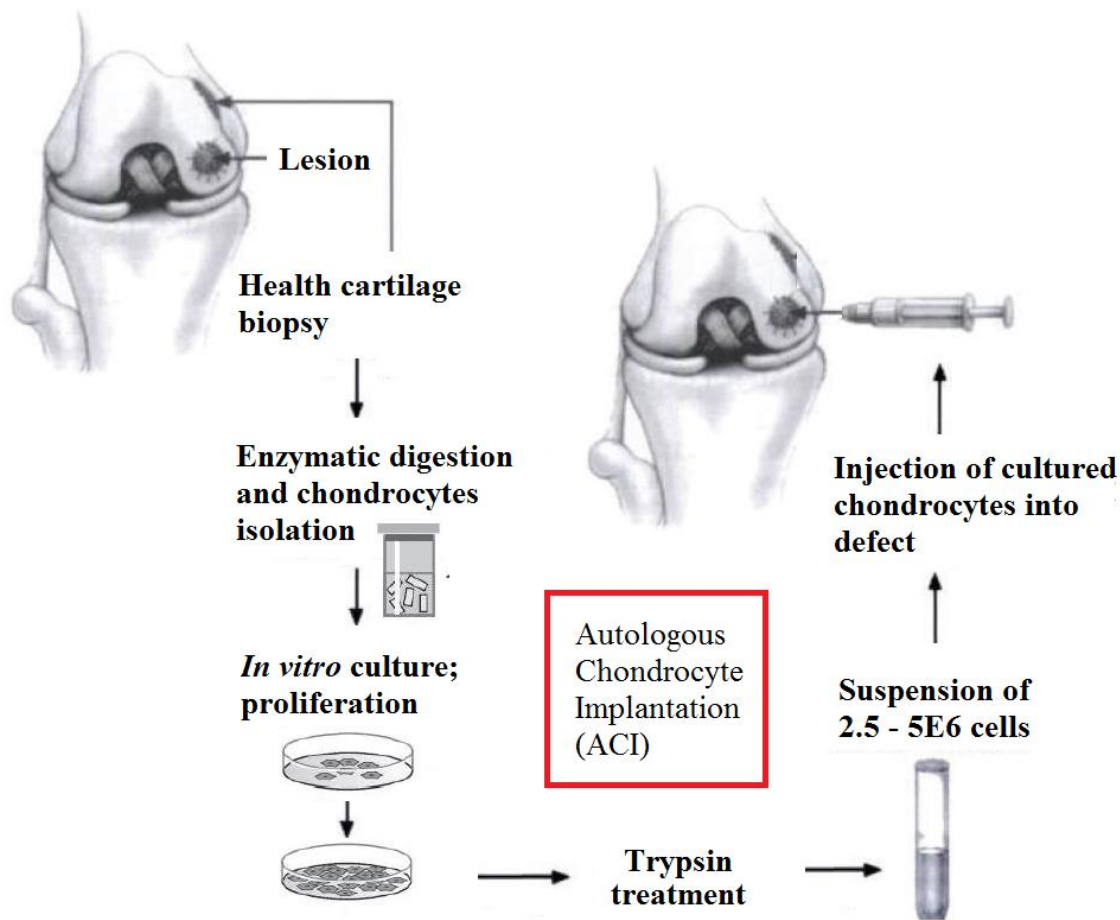 Lesion
Health cartilage
biopsy
Enzymatic digestion
and chondrocytes
isolation
In vitro culture;
proliferation
Trypsin
treatment
Suspension of
2.5 - 5E6 cells
Injection of cultured
chondrocytes into
defect
Autologous
Chondrocyte
Implantation
(ACI)